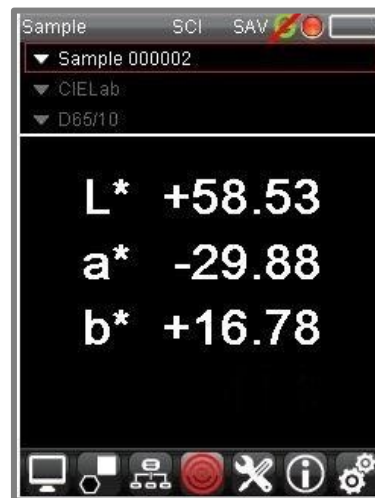 Sample SCI SAV
Sample 000002
CIELab
D65/10
L* +58.53
a* -29.88
b* +16.78